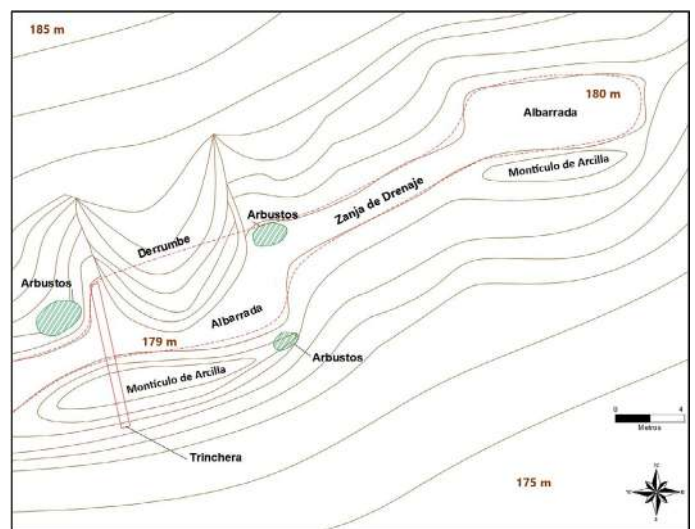 185 m
180 m
Albarrada
Montículo de Arcilla
Zanja de Drenaje
Arbustos
Derrumbe
Arbustos
Albarrada
179 m
Arbustos
Montículo de Arcilla
0 4
Metros
Trinchera
175 m